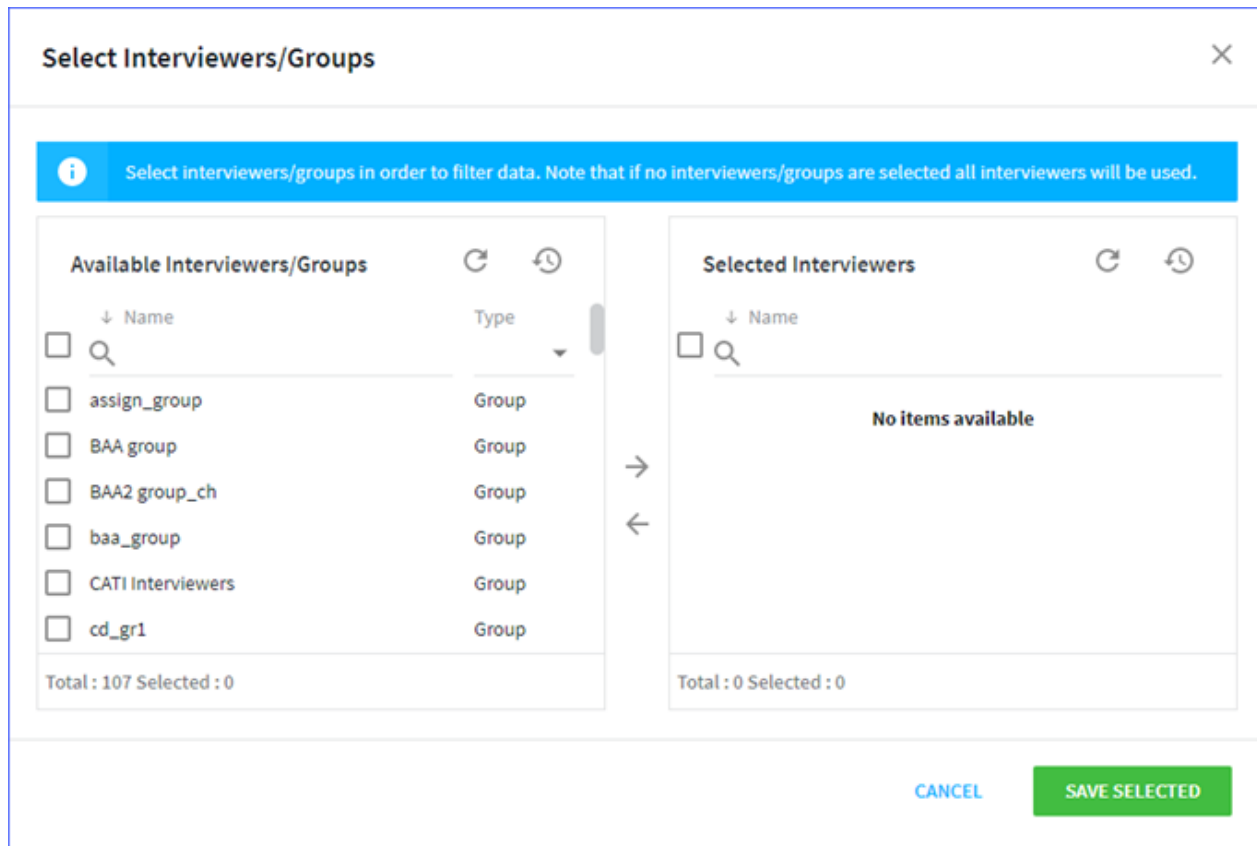 Select Interviewers/Groups
Select interviewers/groups in order to filter data. Note that if no interviewers/groups are selected all interviewers will be used.
Available Interviewers/Groups
↓ Name Type
assign_group Group
BAA group Group
BAA2 group_ch Group
baa_group Group
CATI Interviewers Group
cd_gr1 Group
Total : 107 Selected : 0
Selected Interviewers
↓ Name
No items available
Total : 0 Selected : 0
CANCEL
SAVE SELECTED